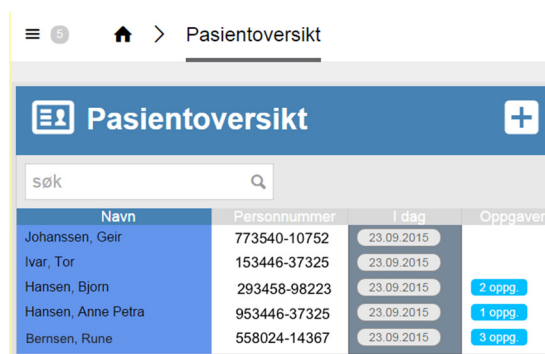 5 Pasientoversikt
Pasientoversikt
søk
Navn Personnummer I dag Oppgaver
Johanssen, Geir 773540-10752 23.09.2015
Ivar, Tor 153446-37325 23.09.2015
Hansen, Bjorn 293458-98223 23.09.2015 2 oppg.
Hansen, Anne Petra 953446-37325 23.09.2015 1 oppg.
Bernsen, Rune 558024-14367 23.09.2015 3 oppg.